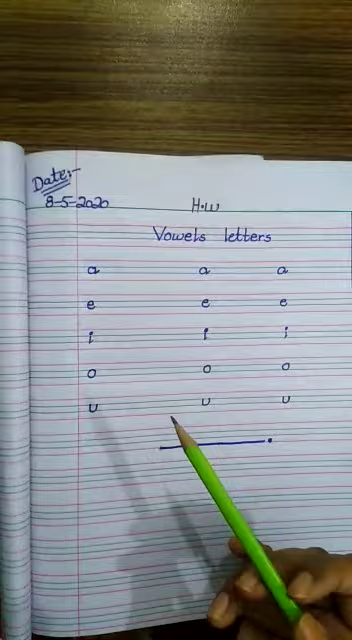 Date:-
8-5-2020 H.W
Vowels letters
a a a
e e e
i i i
o o o
u u u